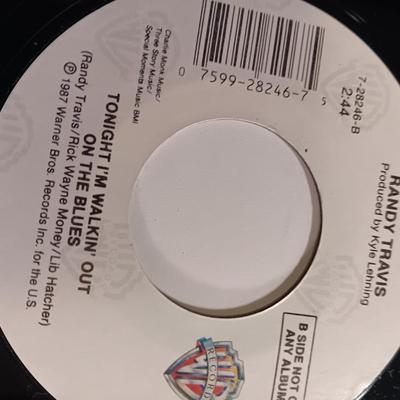 7-28246-B
2:44
RANDY TRAVIS
Produced by Kyle Lehning
0 7599-28246-7 5
Charlie Monk Music/
Three Story Music/
Special Moments Music BMI
B SIDE NOT
ANY ALBUM
RECORD
TONIGHT I'M WALKIN' OUT
ON THE BLUES
(Randy Travis/Rick Wayne Money/Lib Hatcher)
℗ 1987 Warner Bros. Records Inc. for the U.S.